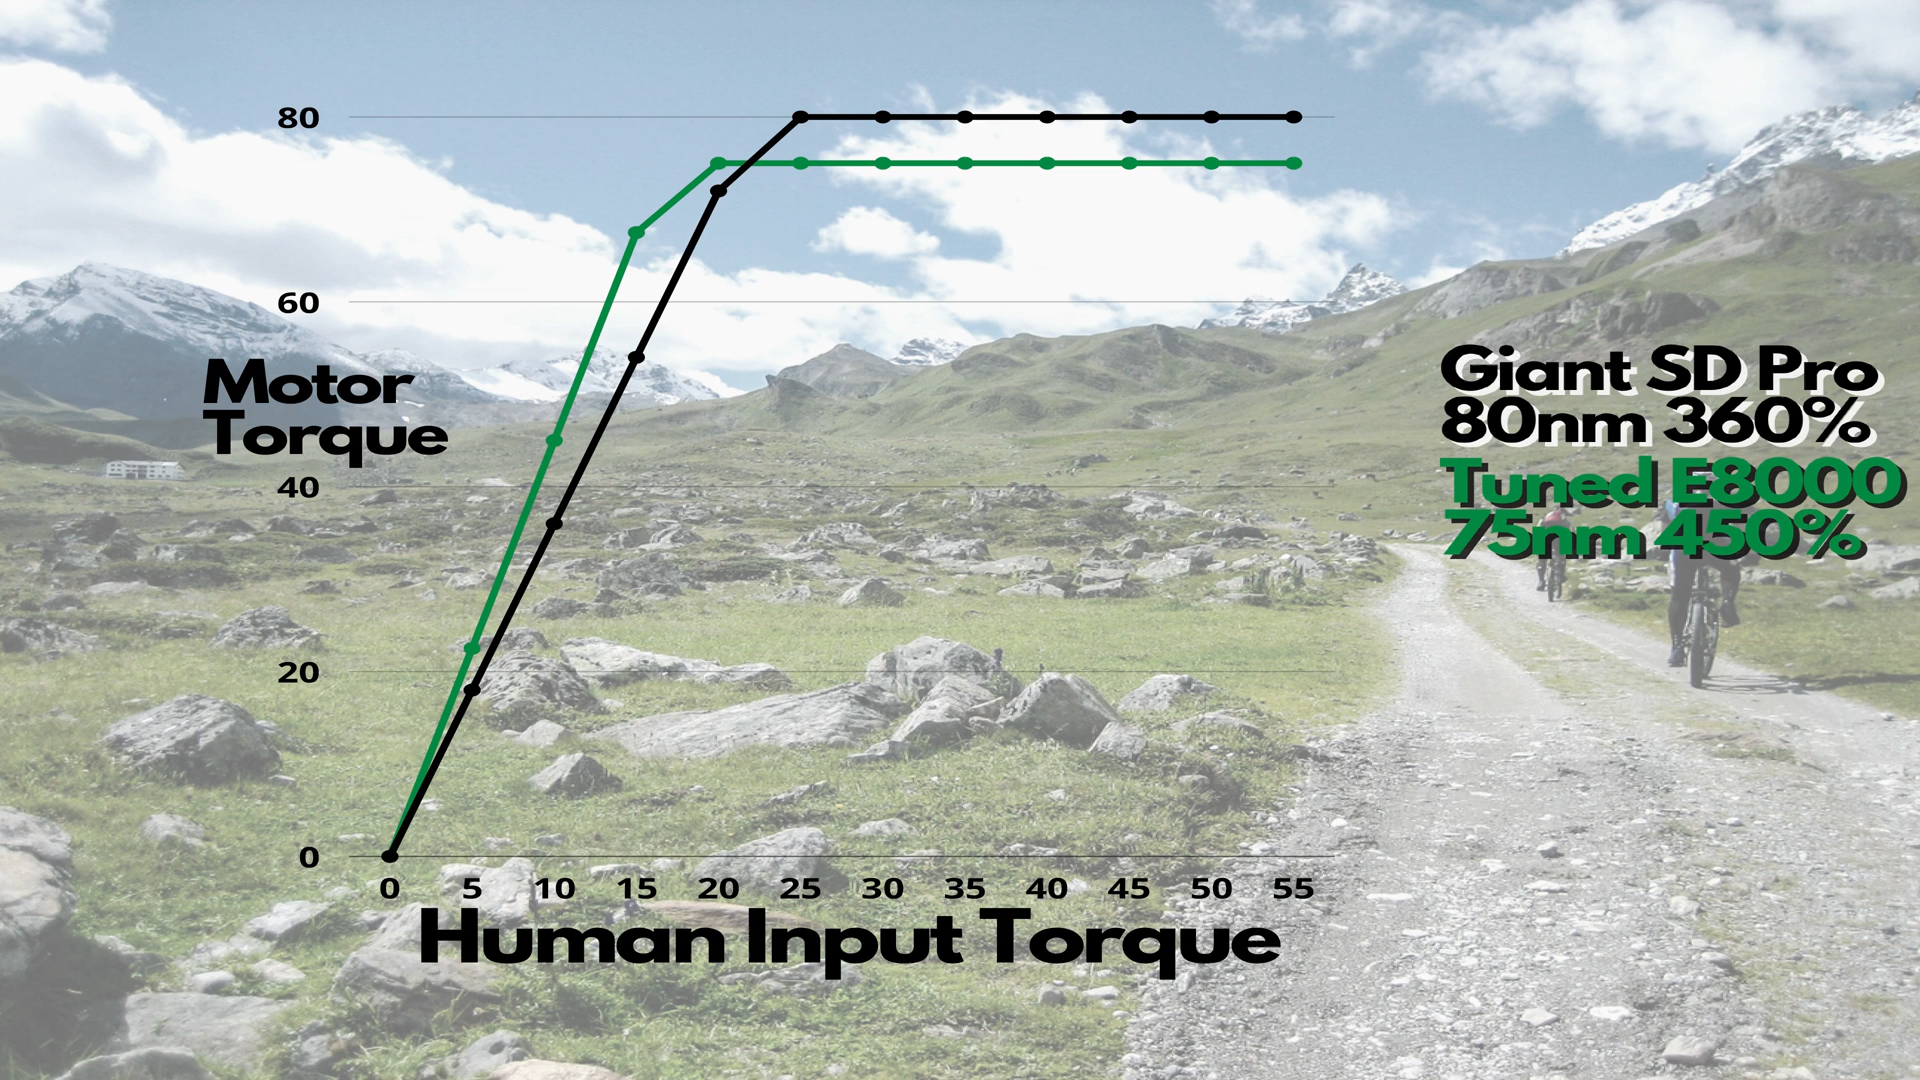 80
60
Motor
Torque
40
20
0
0 5 10 15 20 25 30 35 40 45 50 55
Human Input Torque
Giant SD Pro
80nm 360%
Tuned E8000
75nm 450%